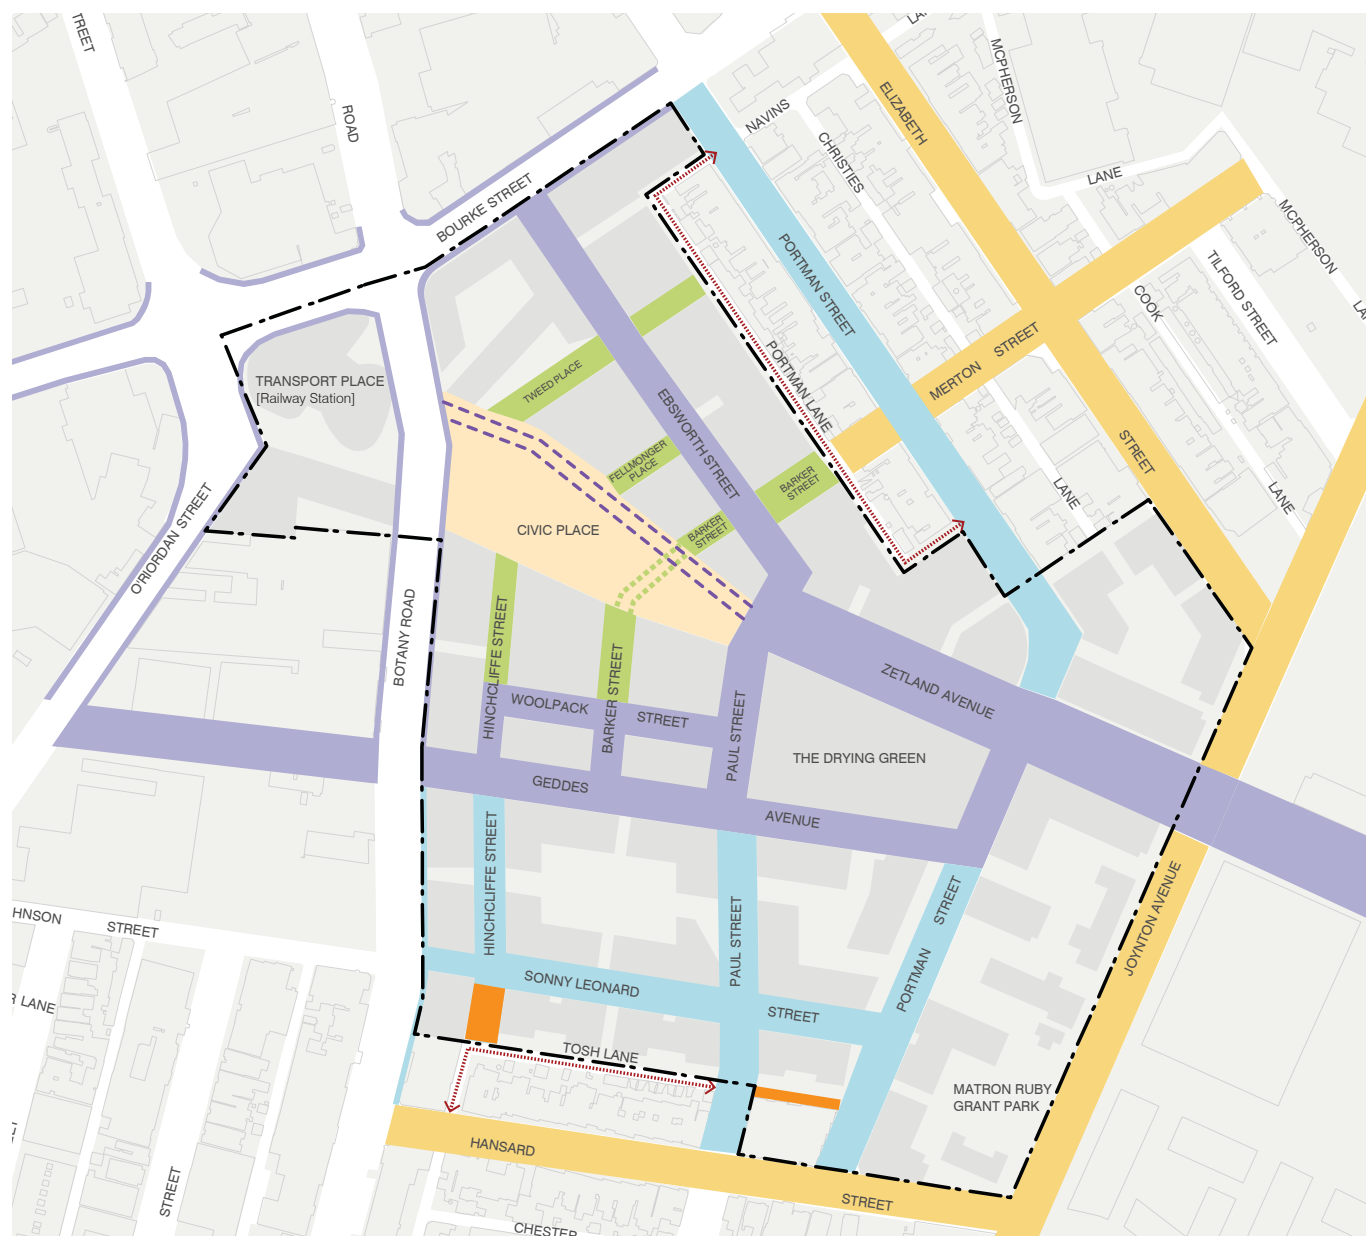 TREET
ROAD
LA
MCPHERSON
NAVINS
ELIZABETH
CHRISTIES
LANE
BOURKE STREET
MCPHERSON
LA
PORTMAN STREET
TILFORD STREET
COOK
MERTON STREET
TRANSPORT PLACE
[Railway Station]
TWEED PLACE
EBSWORTH STREET
PORTMAN LANE
STREET
FELLMONGER
PLACE
BARKER
STREET
LANE
LANE
BARKER
STREET
CIVIC PLACE
O'RIORDAN STREET
BOTANY ROAD
HINCHCLIFFE STREET
BARKER STREET
WOOLPACK STREET
PAUL STREET
ZETLAND AVENUE
THE DRYING GREEN
GEDDES AVENUE
HINCHCLIFFE STREET
PAUL STREET
PORTMAN STREET
JOYNTON AVENUE
HNSON STREET
SONNY LEONARD STREET
R LANE
TOSH LANE
MATRON RUBY
GRANT PARK
HANSARD STREET
STREET
CHESTER